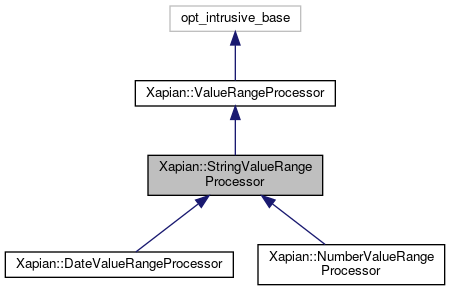 opt_intrusive_base
Xapian::ValueRangeProcessor
Xapian::StringValueRange
Processor
Xapian::DateValueRangeProcessor
Xapian::NumberValueRange
Processor